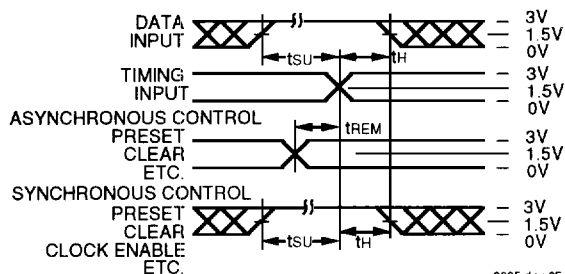 DATA
INPUT
3V
1.5V
0V
tSU
tH
TIMING
INPUT
3V
1.5V
0V
ASYNCHRONOUS CONTROL
PRESET
CLEAR
ETC.
tREM
3V
1.5V
0V
SYNCHRONOUS CONTROL
PRESET
CLEAR
CLOCK ENABLE
ETC.
3V
1.5V
0V
tSU
tH